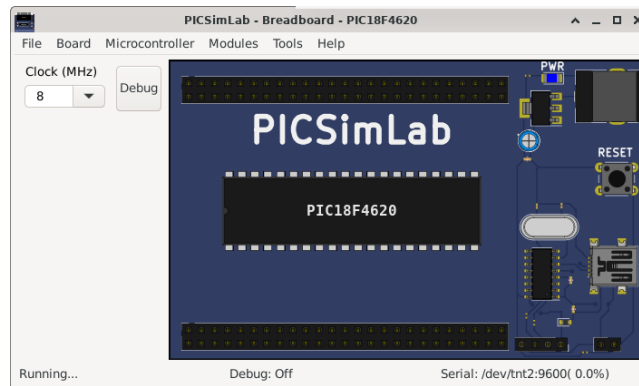 PICSimLab - Breadboard - PIC18F4620
File Board Microcontroller Modules Tools Help
Clock (MHz)
8
Debug
PWR
PICSimLab
RESET
PIC18F4620
Running...
Debug: Off
Serial: /dev/tnt2:9600( 0.0%)